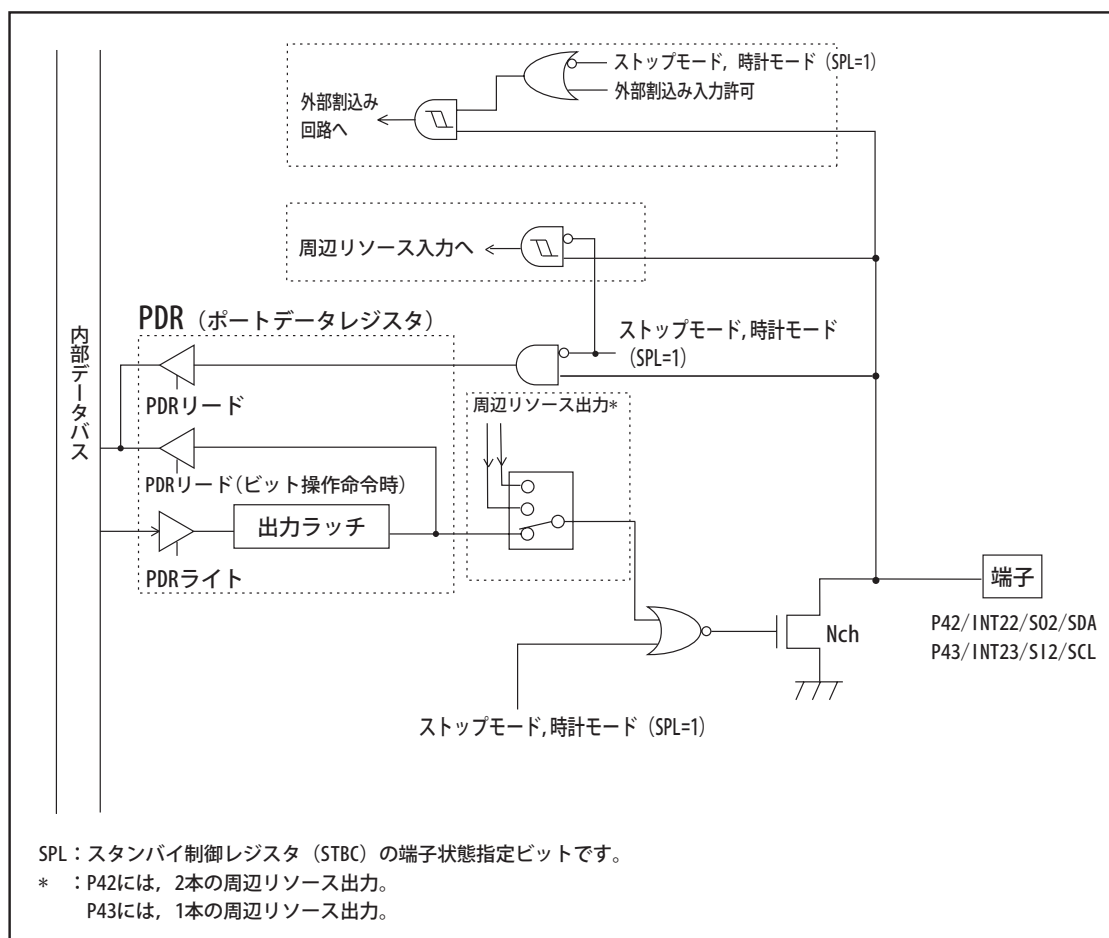 ストップモード，時計モード（SPL=1）
外部割込み入力許可
外部割込み
回路へ
周辺リソース入力へ
PDR（ポートデータレジスタ）
ストップモード,時計モード
（SPL=1）
内部データバス
PDRリード
周辺リソース出力*
PDRリード（ビット操作命令時）
出力ラッチ
PDRライト
端子
Nch
P42/INT22/SO2/SDA
P43/INT23/SI2/SCL
ストップモード,時計モード（SPL=1）
SPL：スタンバイ制御レジスタ（STBC）の端子状態指定ビットです。
*　：P42には，2本の周辺リソース出力。
P43には，1本の周辺リソース出力。